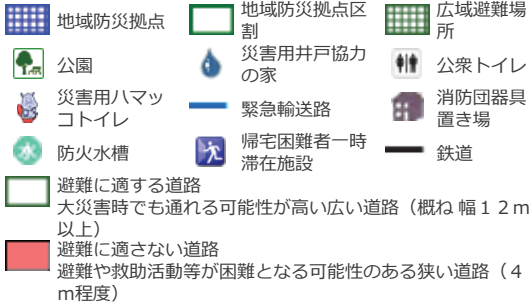 地域防災拠点
地域防災拠点区
割
広域避難場
所
公園
災害用井戸協力
の家
公衆トイレ
災害用ハマッ
コトイレ
緊急輸送路
消防団器具
置き場
防火水槽
帰宅困難者一時
滞在施設
鉄道
避難に適する道路
大災害時でも通れる可能性が高い広い道路（概ね 幅１２ｍ
以上）
避難に適さない道路
避難や救助活動等が困難となる可能性のある狭い道路（４
ｍ程度）